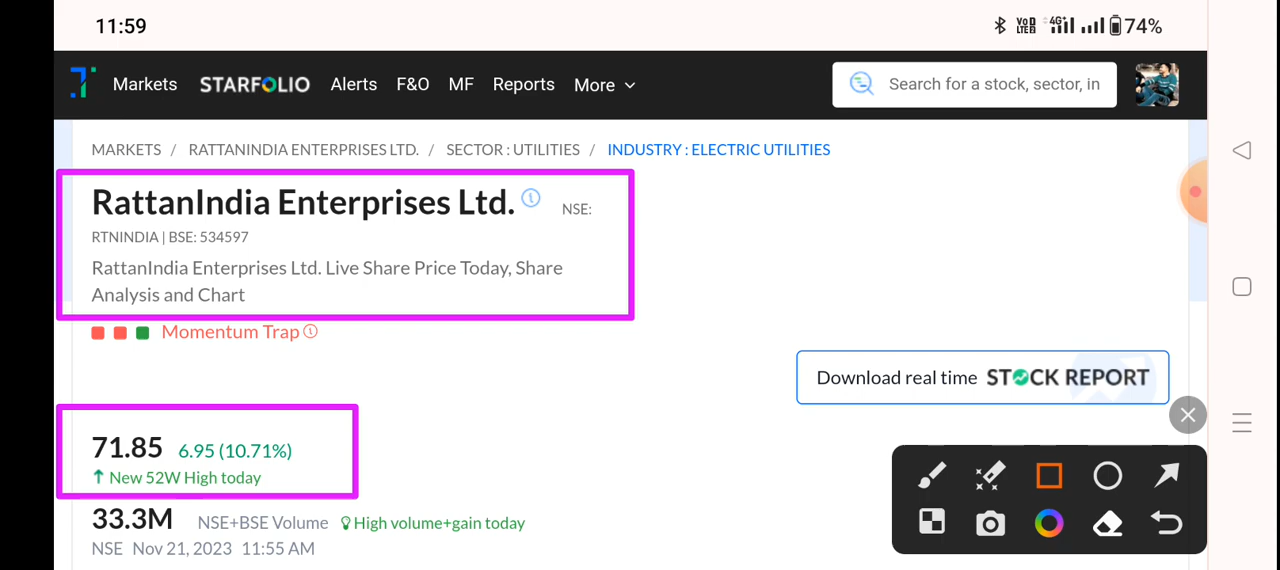 11:59
VoD LTE2 4G+ 74%
Markets STARFOLIO Alerts F&O MF Reports More Search for a stock, sector, in
MARKETS / RATTANINDIA ENTERPRISES LTD. / SECTOR : UTILITIES / INDUSTRY : ELECTRIC UTILITIES
RattanIndia Enterprises Ltd. NSE:
RTNINDIA | BSE: 534597
RattanIndia Enterprises Ltd. Live Share Price Today, Share
Analysis and Chart
Momentum Trap
Download real time STOCK REPORT
71.85 6.95 (10.71%)
New 52W High today
33.3M NSE+BSE Volume High volume+gain today
NSE Nov 21, 2023 11:55 AM